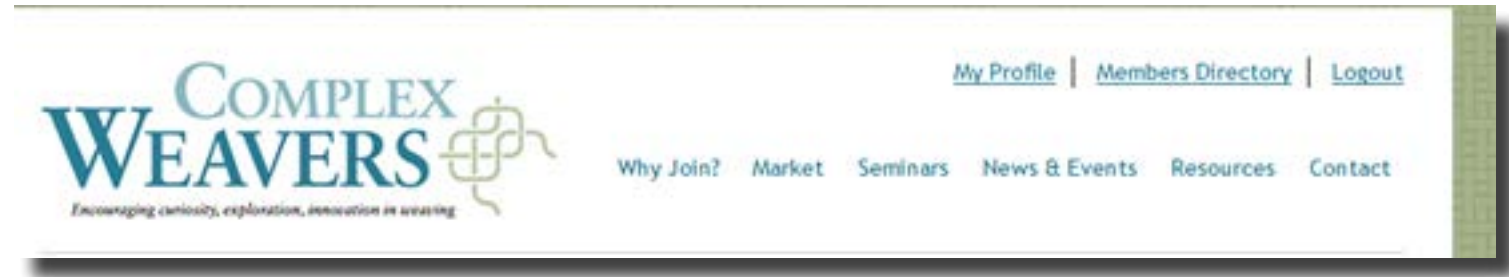 My Profile | Members Directory | Logout
COMPLEX
WEAVERS
Why Join? Market Seminars News & Events Resources Contact
Encouraging curiosity, exploration, innovation in weaving